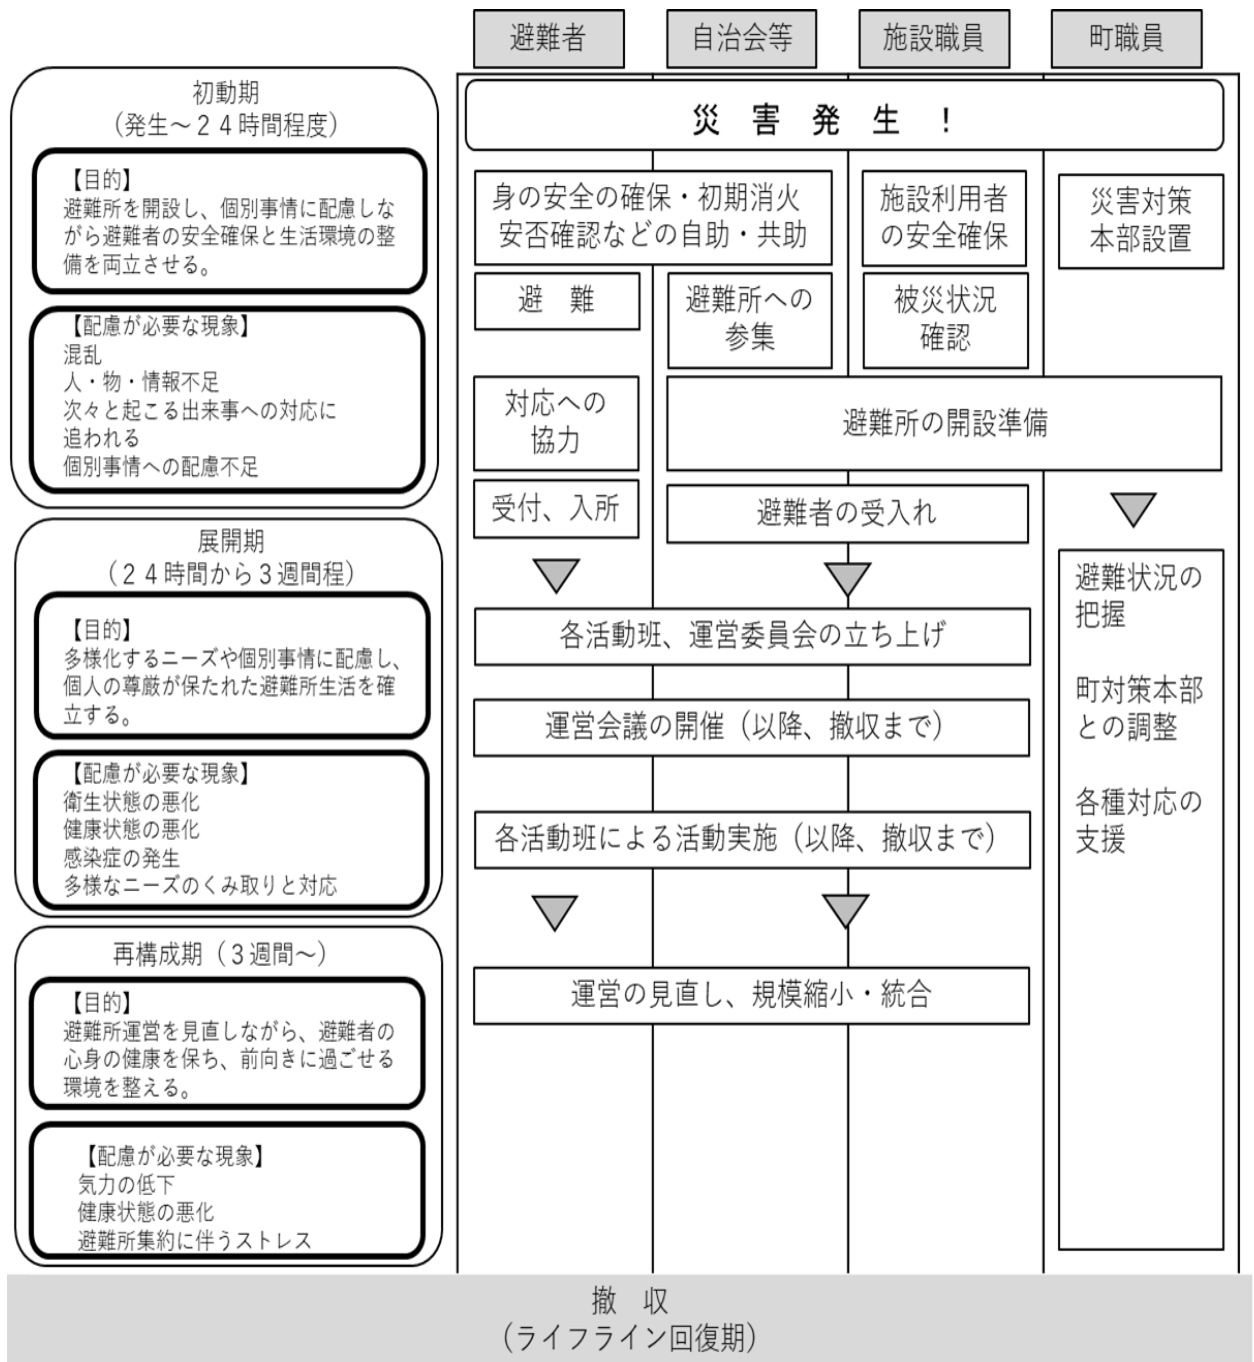 避難者
自治会等
施設職員
町職員
初動期
(発生～２４時間程度)
【目的】
避難所を開設し、個別事情に配慮しな
がら避難者の安全確保と生活環境の整
備を両立させる。
【配慮が必要な現象】
混乱
人・物・情報不足
次々と起こる出来事への対応に
追われる
個別事情への配慮不足
災害発生！
身の安全の確保・初期消火
安否確認などの自助・共助
施設利用者
の安全確保
災害対策
本部設置
避難
避難所への
参集
被災状況
確認
対応への
協力
避難所の開設準備
受付、入所
避難者の受入れ
展開期
(２４時間から３週間程)
【目的】
多様化するニーズや個別事情に配慮し、
個人の尊厳が保たれた避難所生活を確
立する。
【配慮が必要な現象】
衛生状態の悪化
健康状態の悪化
感染症の発生
多様なニーズのくみ取りと対応
各活動班、運営委員会の立ち上げ
運営会議の開催（以降、撤収まで）
各活動班による活動実施（以降、撤収まで）
避難状況の
把握
町対策本部
との調整
各種対応の
支援
再構成期（３週間～）
【目的】
避難所運営を見直しながら、避難者の
心身の健康を保ち、前向きに過ごせる
環境を整える。
【配慮が必要な現象】
気力の低下
健康状態の悪化
避難所集約に伴うストレス
運営の見直し、規模縮小・統合
撤収
（ライフライン回復期）